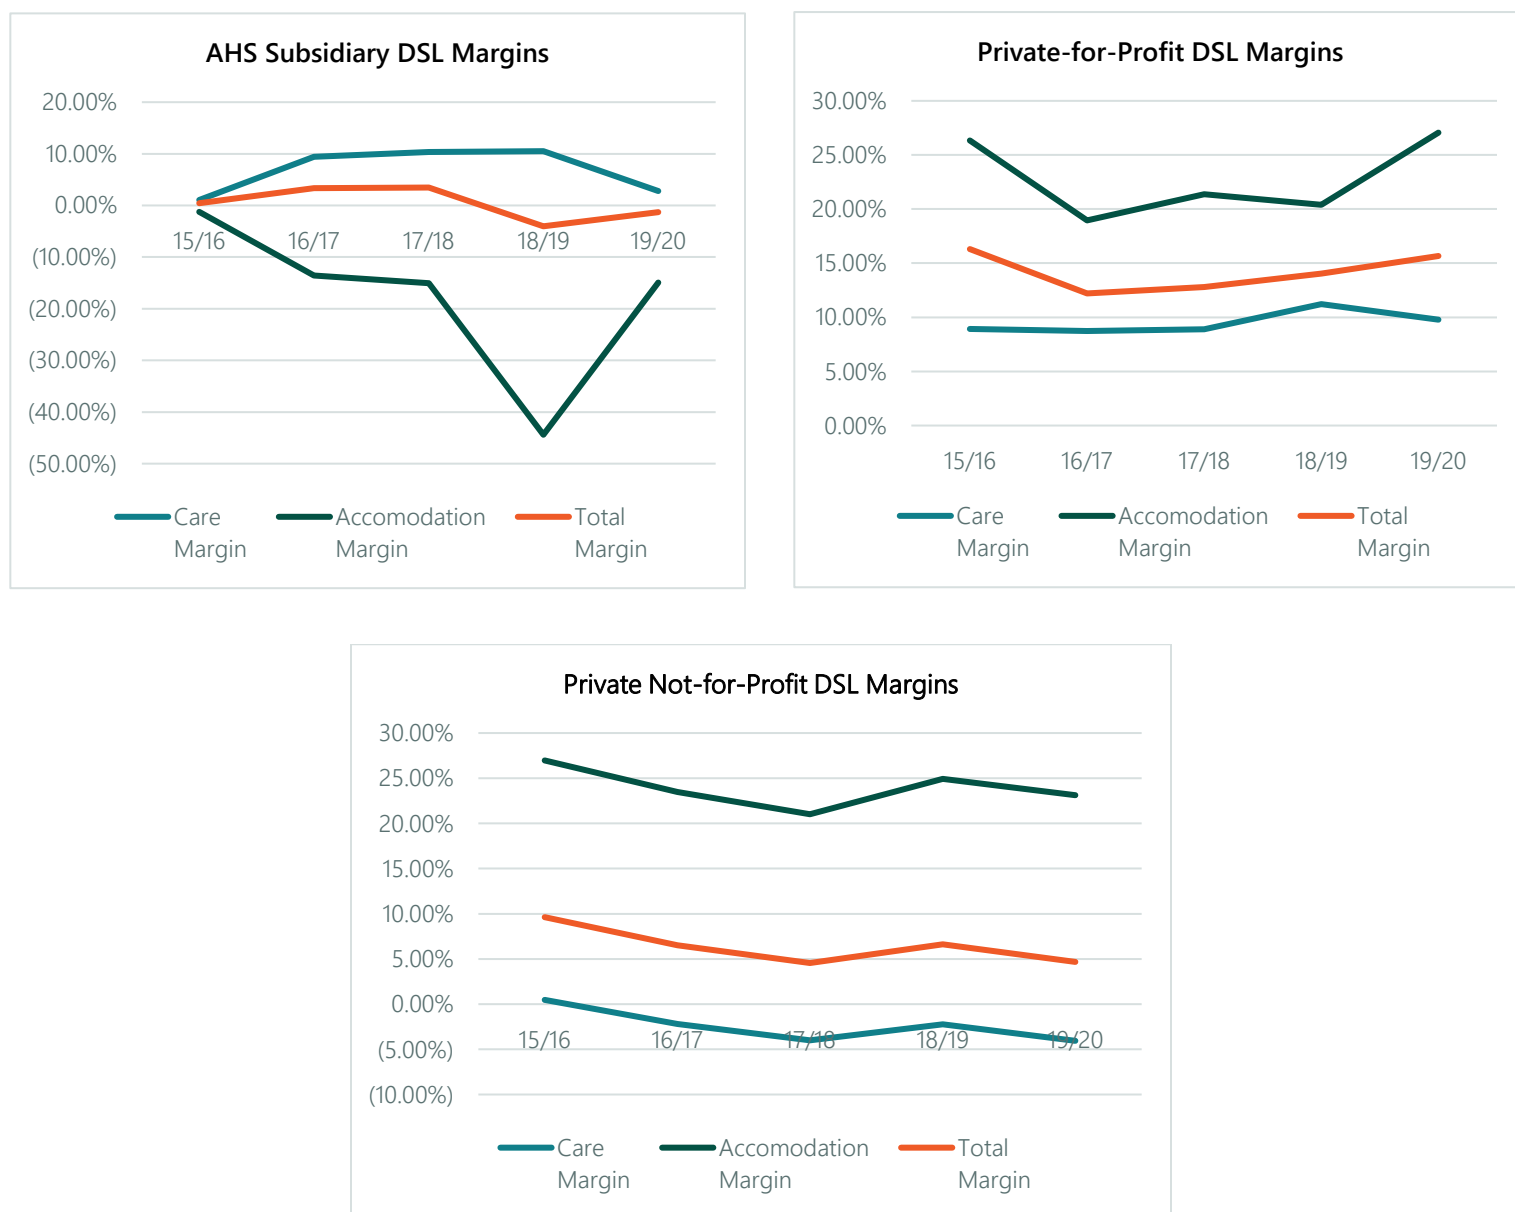 AHS Subsidiary DSL Margins
20.00%
10.00%
0.00%
(10.00%)
(20.00%)
(30.00%)
(40.00%)
(50.00%)
15/16 16/17 17/18 18/19 19/20
Care Margin
Accomodation Margin
Total Margin
Private-for-Profit DSL Margins
30.00%
25.00%
20.00%
15.00%
10.00%
5.00%
0.00%
15/16 16/17 17/18 18/19 19/20
Care Margin
Accomodation Margin
Total Margin
Private Not-for-Profit DSL Margins
30.00%
25.00%
20.00%
15.00%
10.00%
5.00%
0.00%
(5.00%)
(10.00%)
15/16 16/17 17/18 18/19 19/20
Care Margin
Accomodation Margin
Total Margin